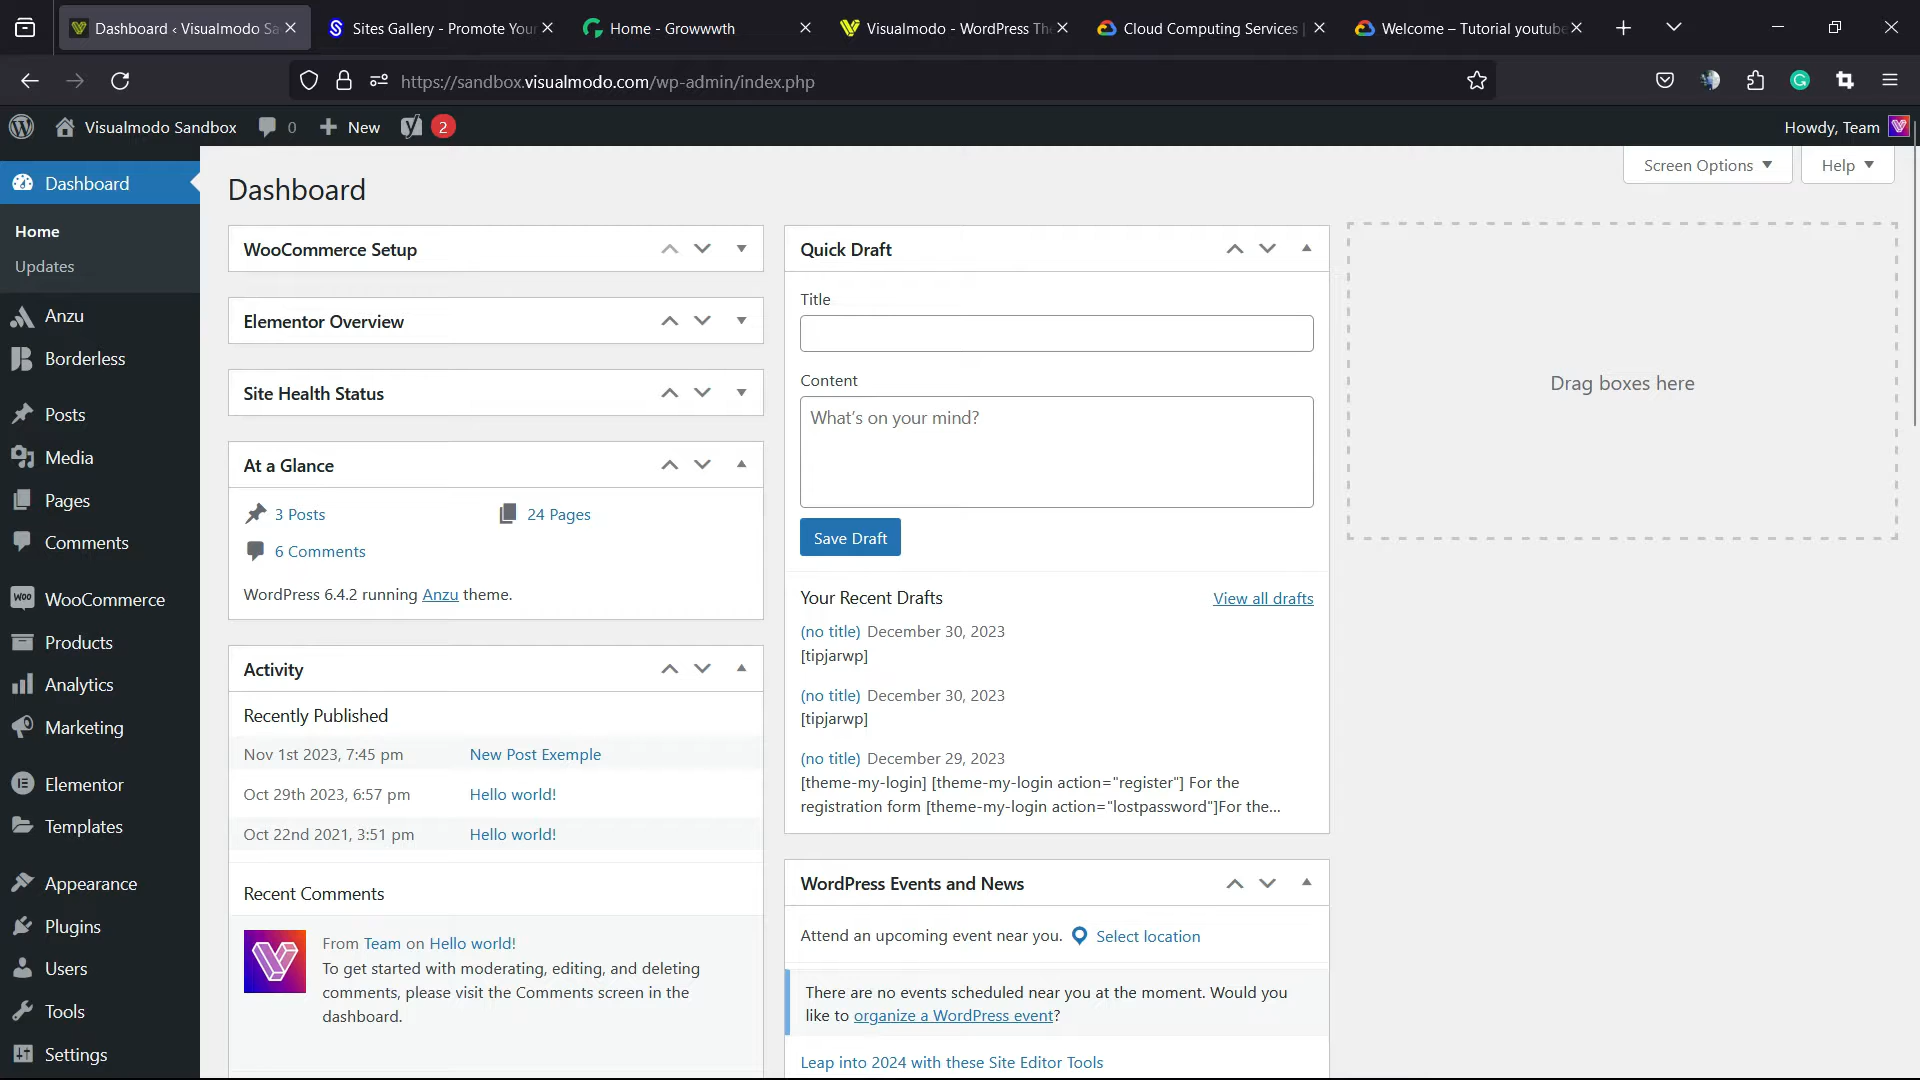 Dashboard ‹ Visualmodo Sa
Sites Gallery - Promote Your
Home - Growwwth
Visualmodo - WordPress The
Cloud Computing Services |
Welcome – Tutorial youtube
https://sandbox.visualmodo.com/wp-admin/index.php
Visualmodo Sandbox
0
New
2
Howdy, Team
Screen Options
Help
Dashboard
Home
Updates
Anzu
Borderless
Posts
Media
Pages
Comments
WooCommerce
Products
Analytics
Marketing
Elementor
Templates
Appearance
Plugins
Users
Tools
Settings
Dashboard
WooCommerce Setup
Elementor Overview
Site Health Status
At a Glance
3 Posts
24 Pages
6 Comments
WordPress 6.4.2 running Anzu theme.
Activity
Recently Published
Nov 1st 2023, 7:45 pm New Post Exemple
Oct 29th 2023, 6:57 pm Hello world!
Oct 22nd 2021, 3:51 pm Hello world!
Recent Comments
From Team on Hello world!
To get started with moderating, editing, and deleting
comments, please visit the Comments screen in the
dashboard.
Quick Draft
Title
Content
What's on your mind?
Save Draft
Your Recent Drafts
View all drafts
(no title) December 30, 2023
[tipjarwp]
(no title) December 30, 2023
[tipjarwp]
(no title) December 29, 2023
[theme-my-login] [theme-my-login action="register"] For the
registration form [theme-my-login action="lostpassword"]For the…
WordPress Events and News
Attend an upcoming event near you. Select location
There are no events scheduled near you at the moment. Would you
like to organize a WordPress event?
Leap into 2024 with these Site Editor Tools
Drag boxes here